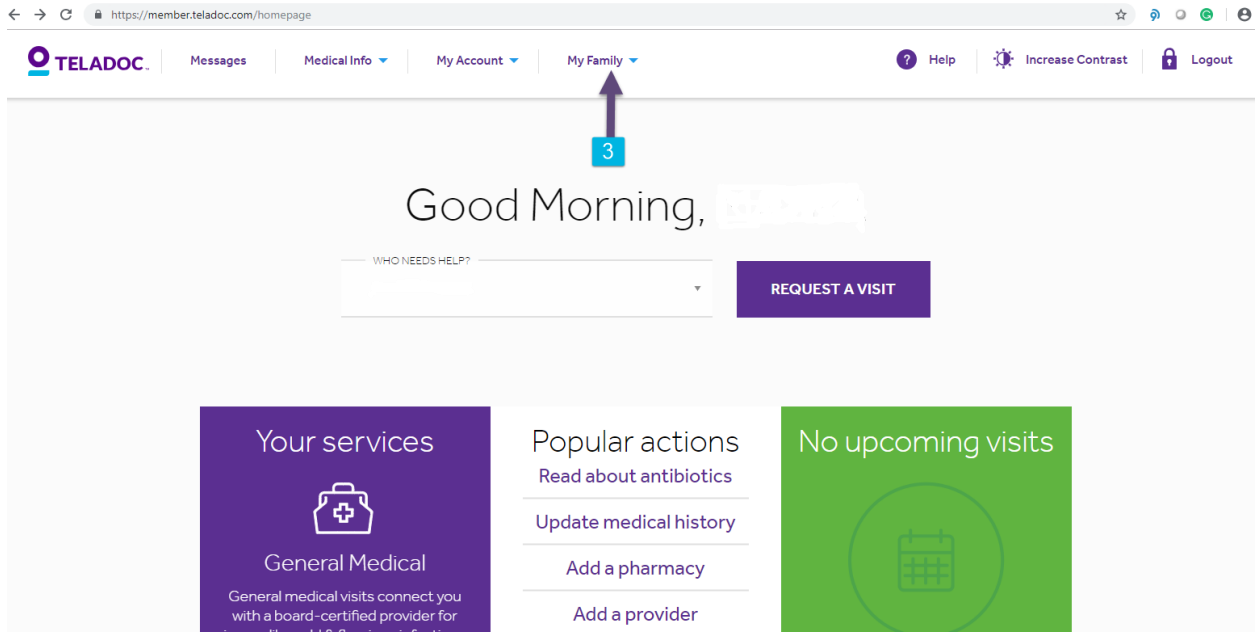 https://member.teladoc.com/homepage
TELADOC
Messages
Medical Info
My Account
My Family
Help
Increase Contrast
Logout
3
Good Morning,
WHO NEEDS HELP?
REQUEST A VISIT
Your services
General Medical
General medical visits connect you
with a board-certified provider for
Popular actions
Read about antibiotics
Update medical history
Add a pharmacy
Add a provider
No upcoming visits